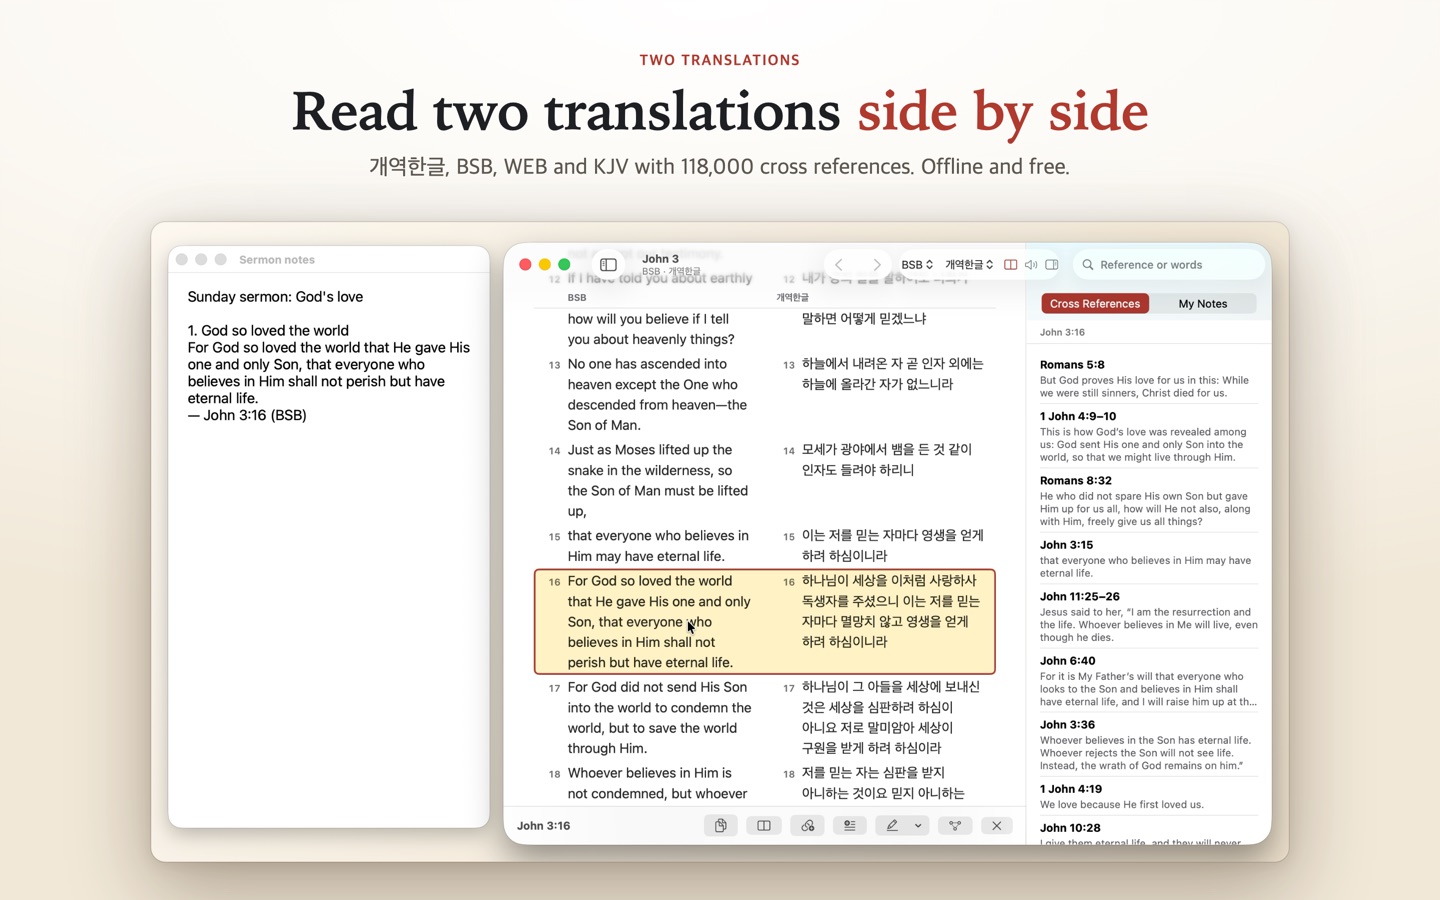 TWO TRANSLATIONS
Read two translations side by side
개역한글, BSB, WEB and KJV with 118,000 cross references. Offline and free.
Sermon notes
Sunday sermon: God's love
1. God so loved the world
For God so loved the world that He gave His
one and only Son, that everyone who
believes in Him shall not perish but have
eternal life.
— John 3:16 (BSB)
John 3
BSB · 개역한글
BSB
개역한글
Reference or words
12 If I have told you about earthly
BSB
how will you believe if I tell
you about heavenly things?
13 No one has ascended into
heaven except the One who
descended from heaven—the
Son of Man.
14 Just as Moses lifted up the
snake in the wilderness, so
the Son of Man must be lifted
up,
15 that everyone who believes in
Him may have eternal life.
16 For God so loved the world
that He gave His one and only
Son, that everyone who
believes in Him shall not
perish but have eternal life.
17 For God did not send His Son
into the world to condemn the
world, but to save the world
through Him.
18 Whoever believes in Him is
not condemned, but whoever
12 내가
개역한글
말하면 어떻게 믿겠느냐
13 하늘에서 내려온 자 곧 인자 외에는
하늘에 올라간 자가 없느니라
14 모세가 광야에서 뱀을 든 것 같이
인자도 들려야 하리니
15 이는 저를 믿는 자마다 영생을 얻게
하려 하심이니라
16 하나님이 세상을 이처럼 사랑하사
독생자를 주셨으니 이는 저를 믿는
자마다 멸망치 않고 영생을 얻게
하려 하심이니라
17 하나님이 그 아들을 세상에 보내신
것은 세상을 심판하려 하심이
아니요 저로 말미암아 세상이
구원을 받게 하려 하심이라
18 저를 믿는 자는 심판을 받지
아니하는 것이요 믿지 아니하는
John 3:16
Cross References
My Notes
John 3:16
Romans 5:8
But God proves His love for us in this: While
we were still sinners, Christ died for us.
1 John 4:9–10
This is how God's love was revealed among
us: God sent His one and only Son into the
world, so that we might live through Him.
Romans 8:32
He who did not spare His own Son but gave
Him up for us all, how will He not also, along
with Him, freely give us all things?
John 3:15
that everyone who believes in Him may have
eternal life.
John 11:25–26
Jesus said to her, “I am the resurrection and
the life. Whoever believes in Me will live, even
though he dies.
John 6:40
For it is My Father's will that everyone who
looks to the Son and believes in Him shall
have eternal life, and I will raise him up at th...
John 3:36
Whoever believes in the Son has eternal life.
Whoever rejects the Son will not see life.
Instead, the wrath of God remains on him.”
1 John 4:19
We love because He first loved us.
John 10:28
I give them eternal life, and they will never